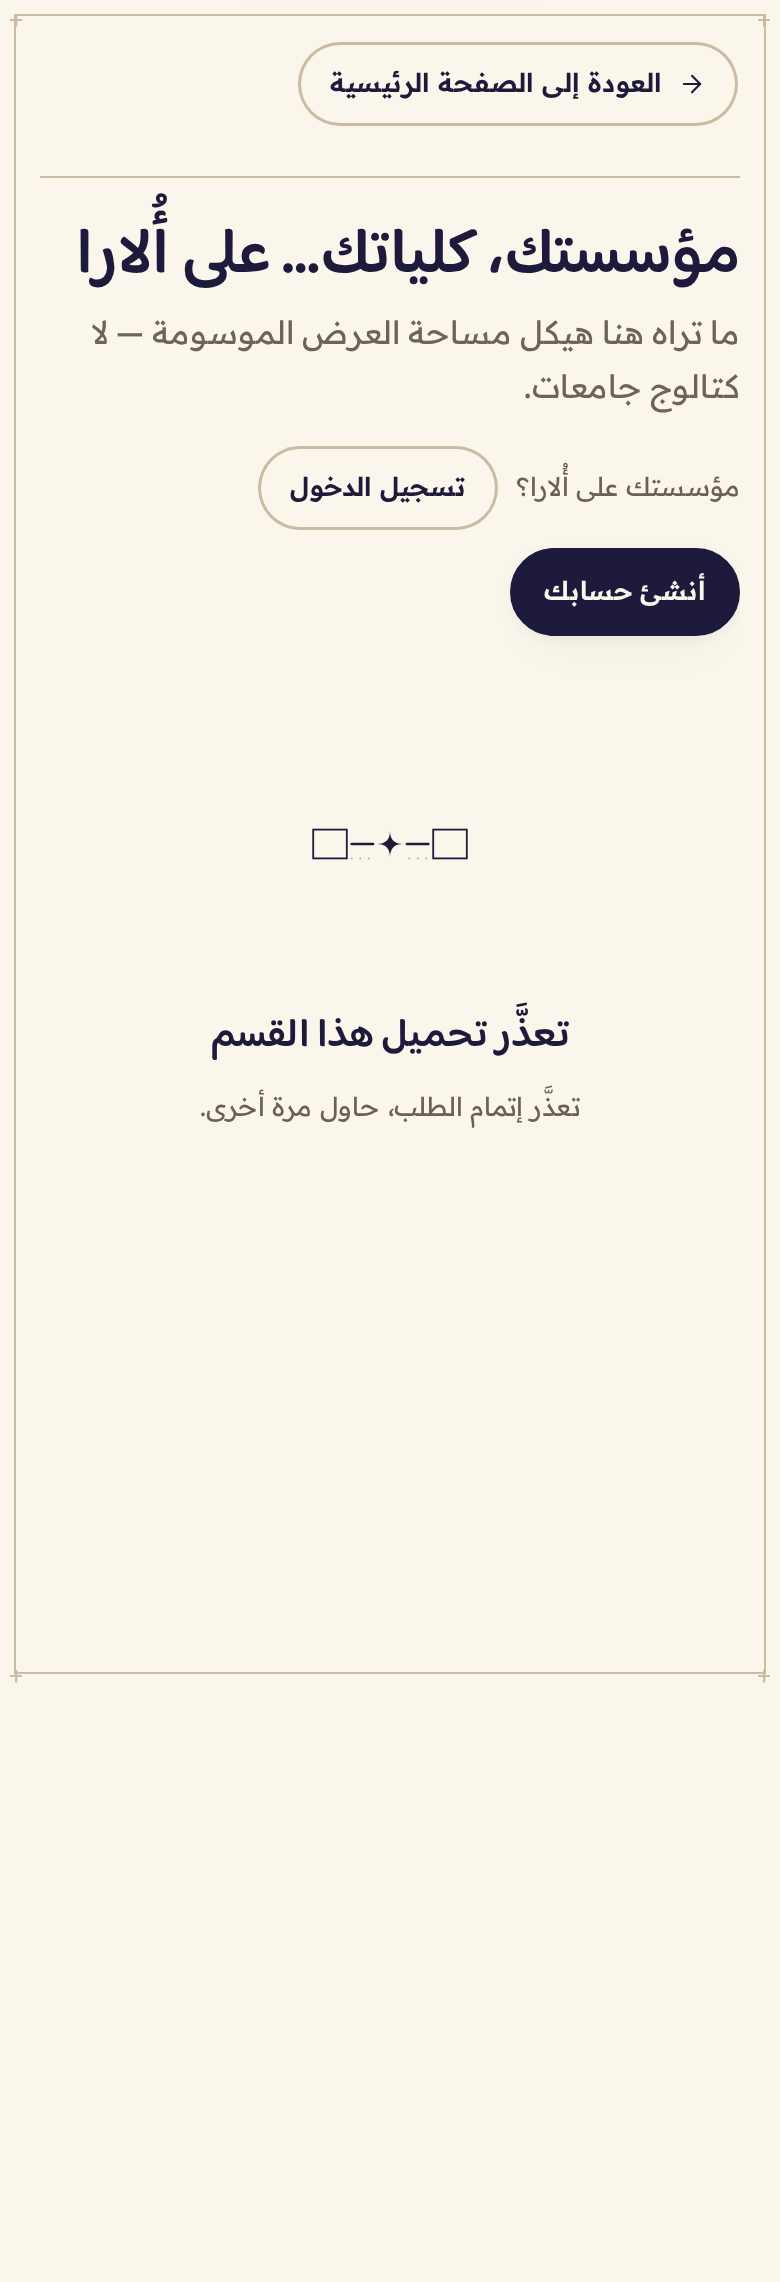 العودة إلى الصفحة الرئيسية →
مؤسستك، كلياتك... على أُلارا
ما تراه هنا هيكل مساحة العرض الموسومة — لا
كتالوج جامعات.
مؤسستك على أُلارا؟
تسجيل الدخول
أنشئ حسابك
□—✦—□
تعذَّر تحميل هذا القسم
تعذَّر إتمام الطلب، حاول مرة أخرى.